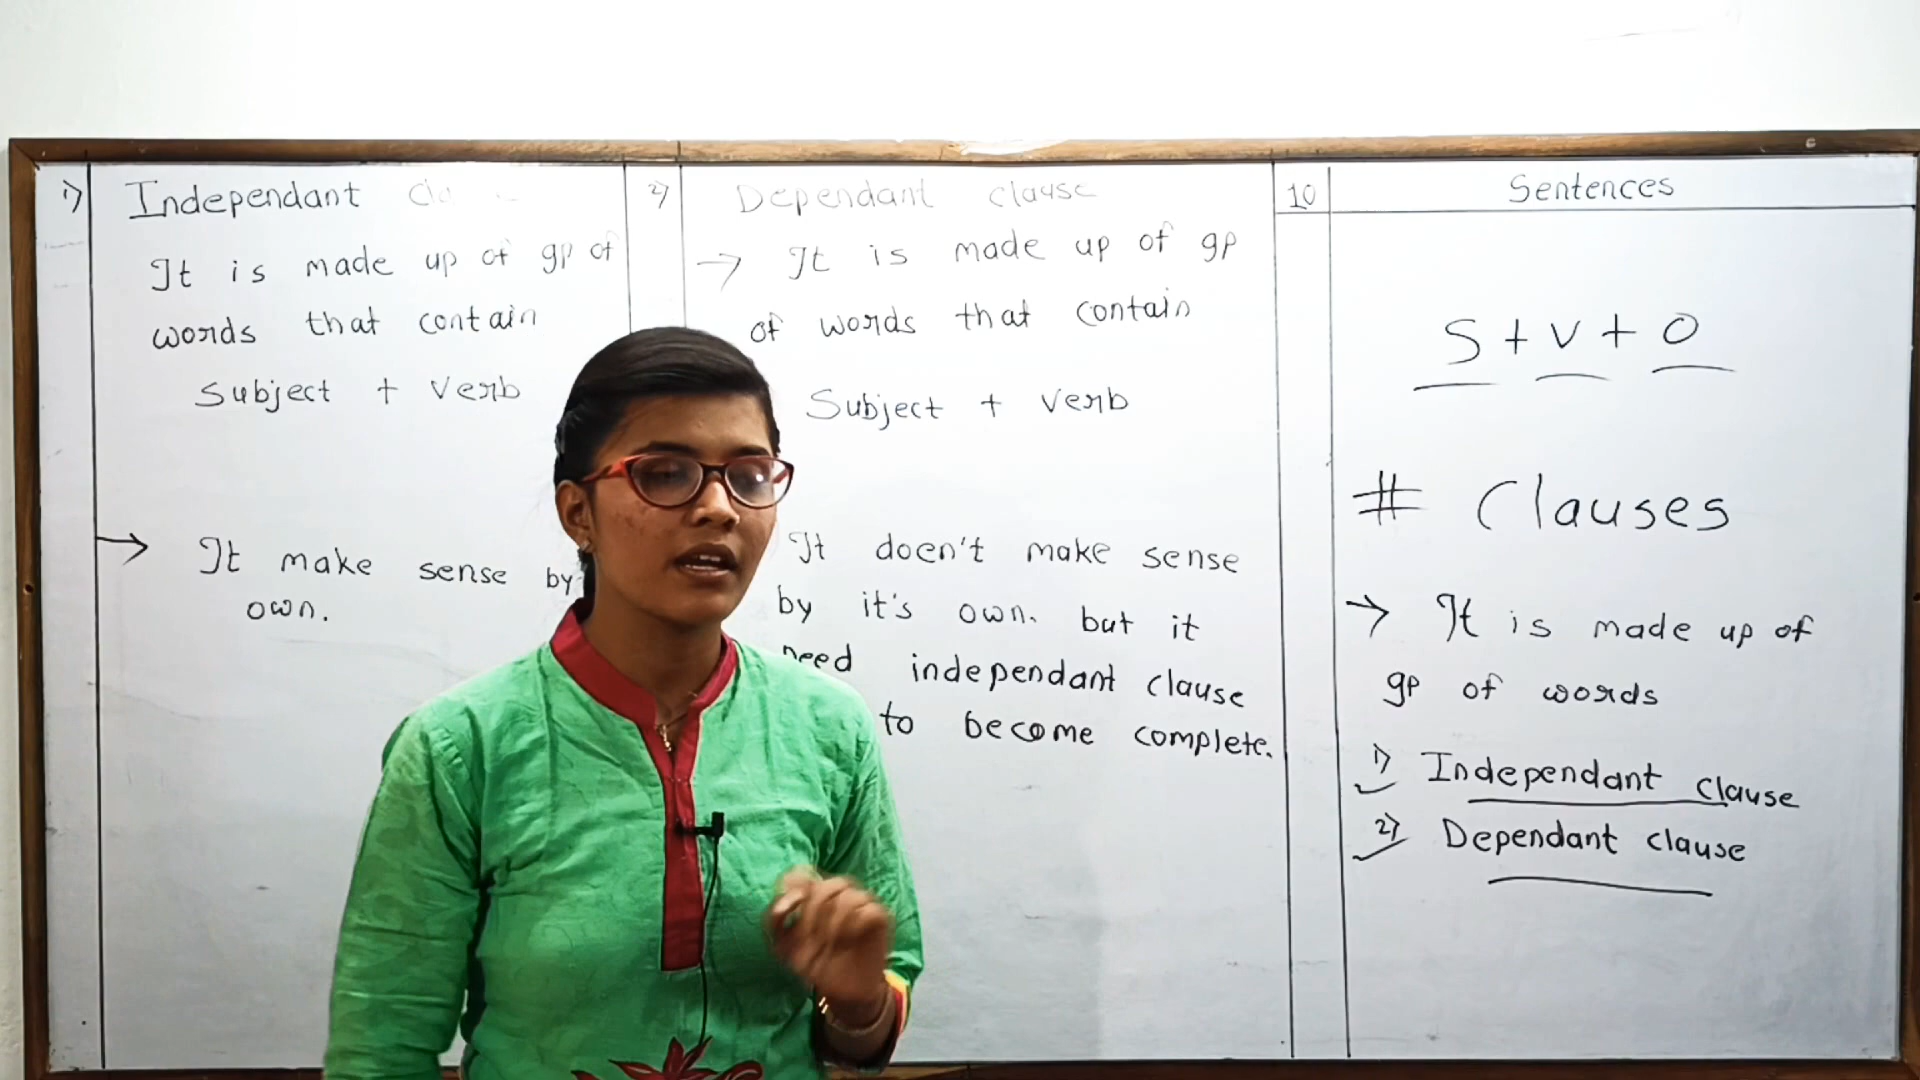 1)
Independant
It is made up of gp of
words that contain
Subject + verb
It make sense by
own.
2)
Dependant clause
→ It is made up of gp
of words that contain
Subject + verb
It doen't make sense
by it's own. but it
need independant clause
to become complete.
10 Sentences
S + V + O
# Clauses
→ It is made up of
gp of words
1) Independant clause
2) Dependant clause